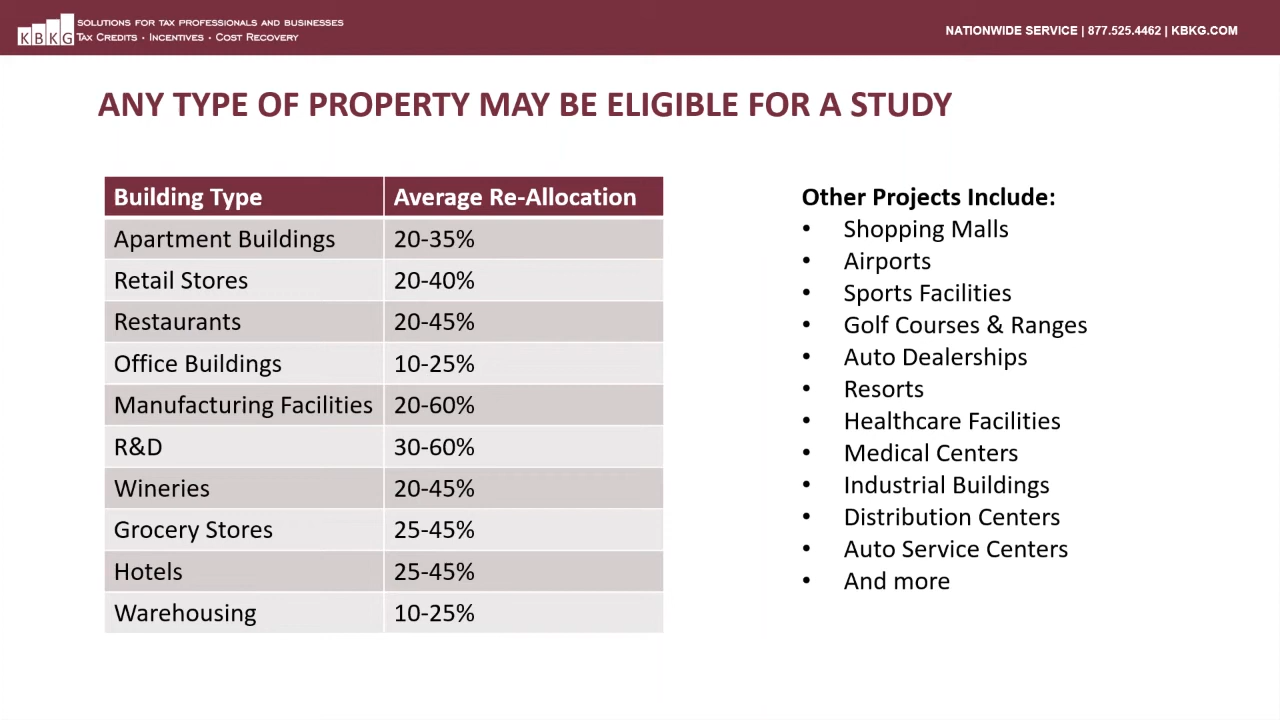 KBKG
SOLUTIONS FOR TAX PROFESSIONALS AND BUSINESSES
TAX CREDITS · INCENTIVES · COST RECOVERY
NATIONWIDE SERVICE | 877.525.4462 | KBKG.COM
ANY TYPE OF PROPERTY MAY BE ELIGIBLE FOR A STUDY
Building Type Average Re-Allocation
Apartment Buildings 20-35%
Retail Stores 20-40%
Restaurants 20-45%
Office Buildings 10-25%
Manufacturing Facilities 20-60%
R&D 30-60%
Wineries 20-45%
Grocery Stores 25-45%
Hotels 25-45%
Warehousing 10-25%
Other Projects Include:
• Shopping Malls
• Airports
• Sports Facilities
• Golf Courses & Ranges
• Auto Dealerships
• Resorts
• Healthcare Facilities
• Medical Centers
• Industrial Buildings
• Distribution Centers
• Auto Service Centers
• And more